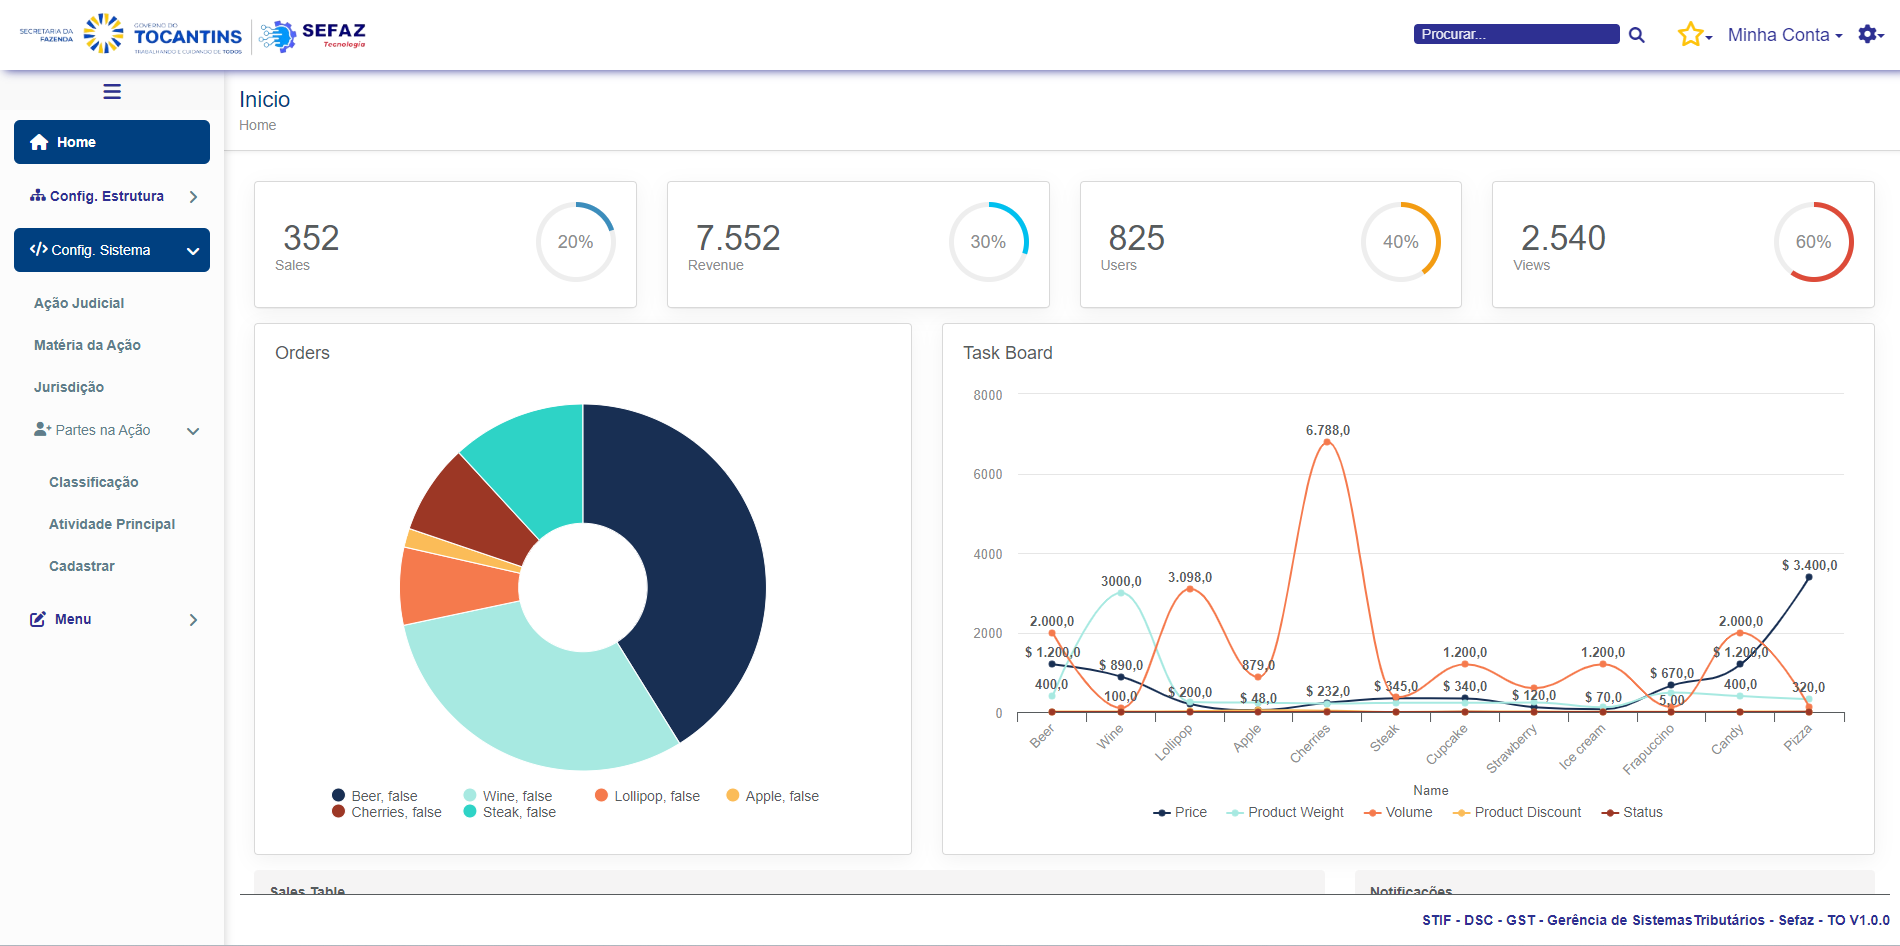 SECRETARIA DA
FAZENDA
GOVERNO DO
TOCANTINS
TRABALHANDO E CUIDANDO DE TODOS
SEFAZ
Tecnologia
Procurar...
Minha Conta
Inicio
Home
Home
Config. Estrutura
Config. Sistema
Ação Judicial
Matéria da Ação
Jurisdição
Partes na Ação
Classificação
Atividade Principal
Cadastrar
Menu
352
Sales
20%
7.552
Revenue
30%
825
Users
40%
2.540
Views
60%
Orders
Beer, false
Wine, false
Lollipop, false
Apple, false
Cherries, false
Steak, false
Task Board
8000
6000
4000
2000
0
6.788,0
$ 3.400,0
3000,0
3.098,0
2.000,0
2.000,0
$ 1.200,0
$ 890,0
879,0
1.200,0
1.200,0
$ 1.200,0
400,0
100,0
$ 200,0
$ 48,0
$ 232,0
$ 345,0
$ 340,0
$ 120,0
$ 70,0
$ 670,0
5,00
400,0
320,0
Beer
Wine
Lollipop
Apple
Cherries
Steak
Cupcake
Strawberry
Ice cream
Frapuccino
Candy
Pizza
Name
Price
Product Weight
Volume
Product Discount
Status
Sales Table
Notificações
STIF - DSC - GST - Gerência de SistemasTributários - Sefaz - TO V1.0.0